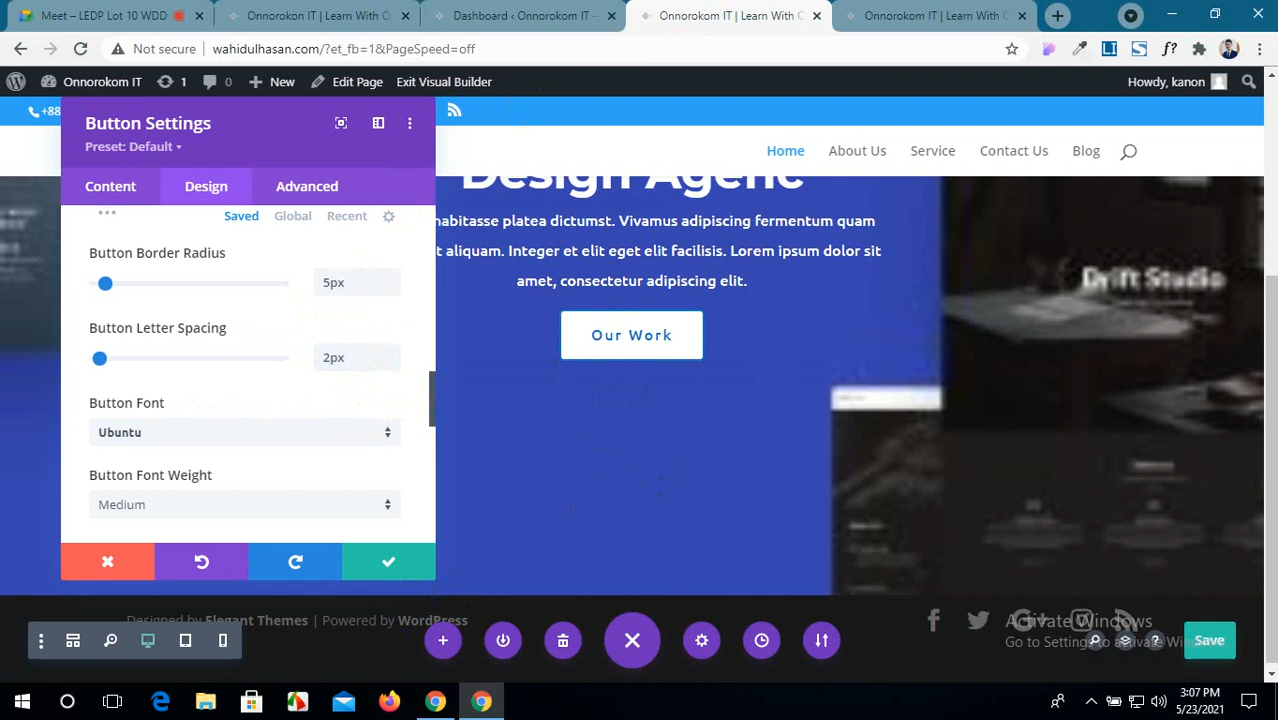 Meet – LEDP Lot 10 WDD
Onnorokon IT | Learn With O
Dashboard ‹ Onnorokom IT —
Onnorokom IT | Learn With O
Onnorokom IT | Learn With O
Not secure | wahidulhasan.com/?et_fb=1&PageSpeed=off
Onnorokom IT 1 0 New Edit Page Exit Visual Builder Howdy, kanon
+88
Button Settings
Preset: Default
Home About Us Service Contact Us Blog
Content Design Advanced
Design Agenc
Saved Global Recent
habitasse platea dictumst. Vivamus adipiscing fermentum quam
t aliquam. Integer et elit eget elit facilisis. Lorem ipsum dolor sit
amet, consectetur adipiscing elit.
Drift Studio
Button Border Radius
5px
Our Work
Button Letter Spacing
2px
Button Font
Ubuntu
Button Font Weight
Medium
Designed by Elegant Themes | Powered by WordPress
Activate Windows
Go to Settings to activate Windows.
Save
3:07 PM
5/23/2021